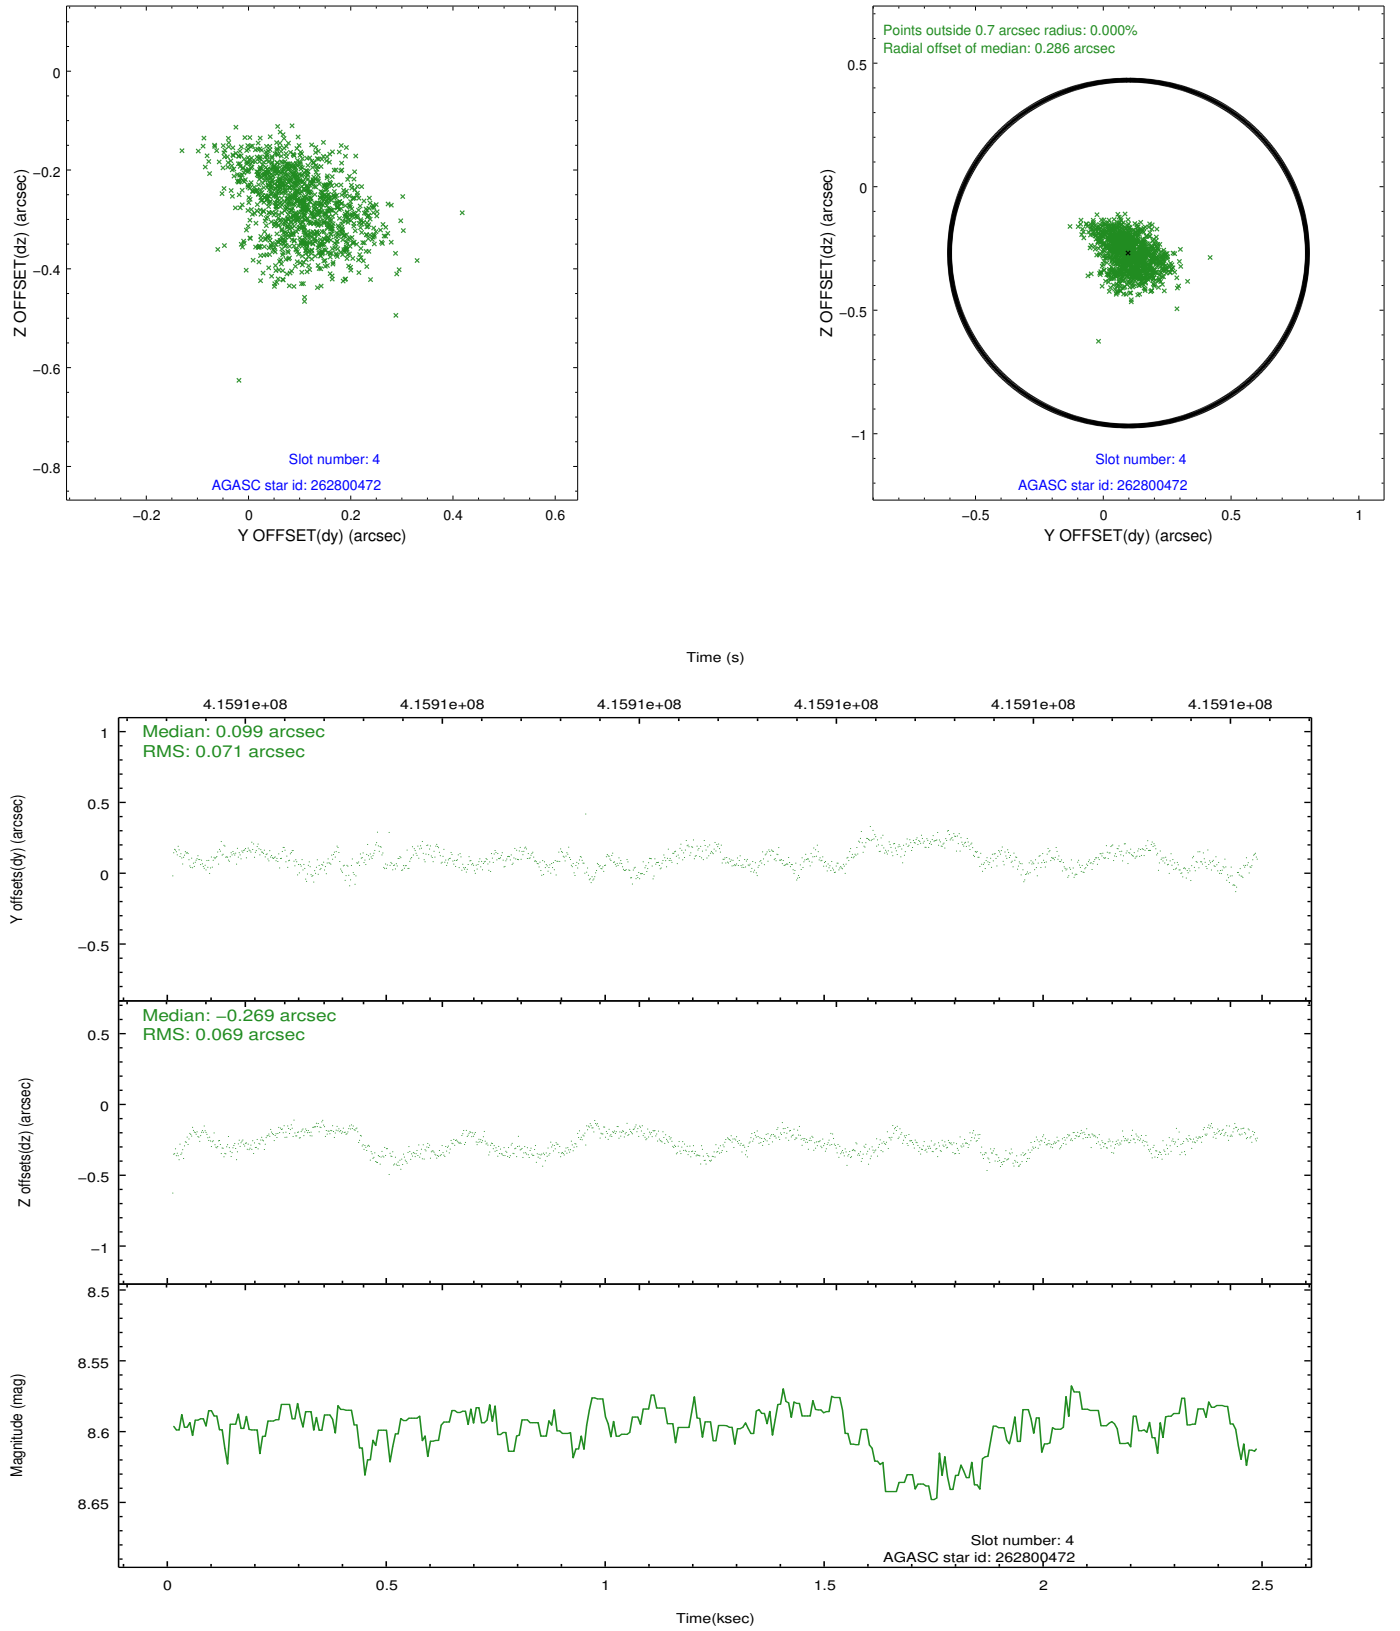 0
−0.2
−0.4
−0.6
−0.8
Z OFFSET(dz) (arcsec)
−0.2
0
0.2
0.4
0.6
Y OFFSET(dy) (arcsec)
Slot number: 4
AGASC star id: 262800472
Points outside 0.7 arcsec radius: 0.000%
Radial offset of median: 0.286 arcsec
0.5
0
−0.5
−1
Z OFFSET(dz) (arcsec)
−0.5
0
0.5
1
Y OFFSET(dy) (arcsec)
Slot number: 4
AGASC star id: 262800472
Time (s)
4.1591e+08
4.1591e+08
4.1591e+08
4.1591e+08
4.1591e+08
4.1591e+08
Median: 0.099 arcsec
RMS: 0.071 arcsec
1
0.5
0
−0.5
Y offsets(dy) (arcsec)
Median: −0.269 arcsec
RMS: 0.069 arcsec
0.5
0
−0.5
−1
Z offsets(dz) (arcsec)
8.5
8.55
8.6
8.65
Magnitude (mag)
Slot number: 4
AGASC star id: 262800472
0
0.5
1
1.5
2
2.5
Time(ksec)